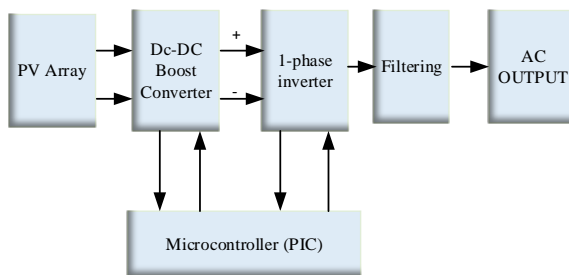 PV Array
Dc-DC
Boost
Converter
+
-
1-phase
inverter
Filtering
AC
OUTPUT
Microcontroller (PIC)